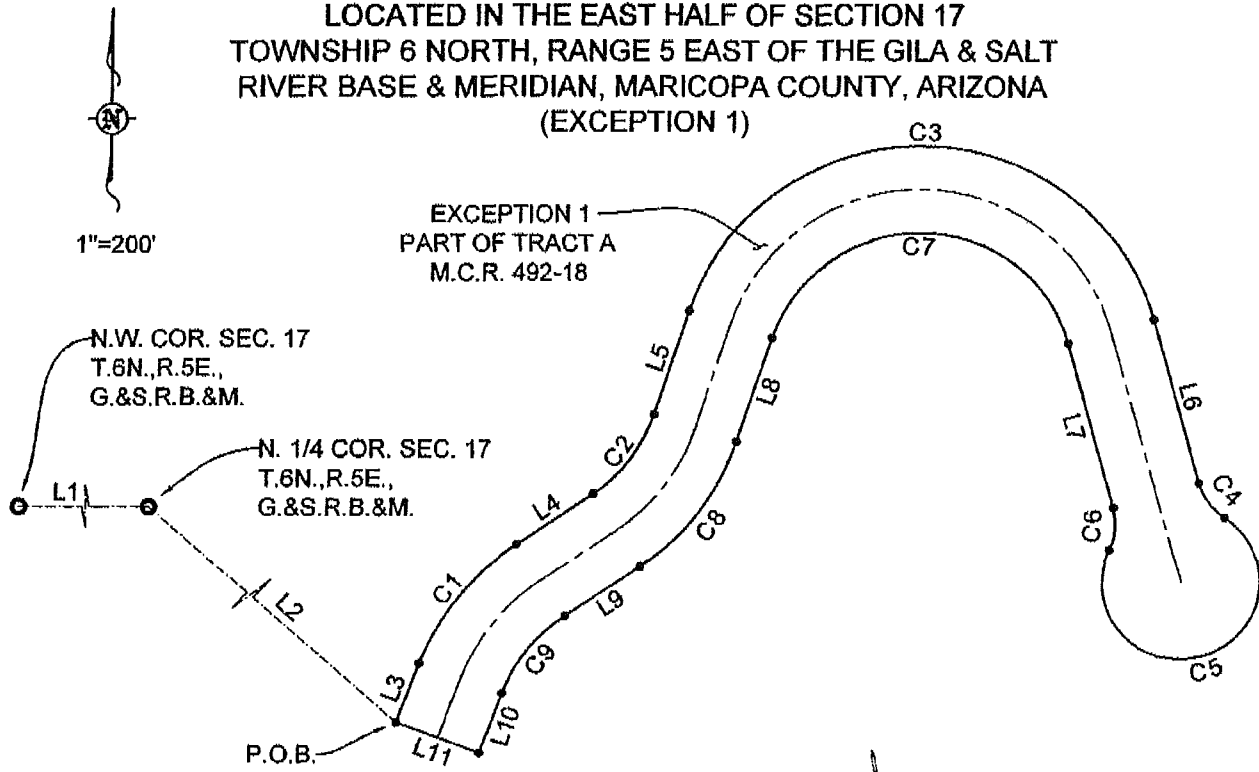 LOCATED IN THE EAST HALF OF SECTION 17
TOWNSHIP 6 NORTH, RANGE 5 EAST OF THE GILA & SALT
RIVER BASE & MERIDIAN, MARICOPA COUNTY, ARIZONA
(EXCEPTION 1)
N
1"=200'
C3
EXCEPTION 1
PART OF TRACT A
M.C.R. 492-18
C7
N.W. COR. SEC. 17
T.6N.,R.5E.,
G.&S.R.B.&M.
L5
L8
L6
L7
N. 1/4 COR. SEC. 17
T.6N.,R.5E.,
G.&S.R.B.&M.
L1
C2
C4
L4
C8
C6
C1
L2
L9
C9
C5
L3
L10
L11
P.O.B.